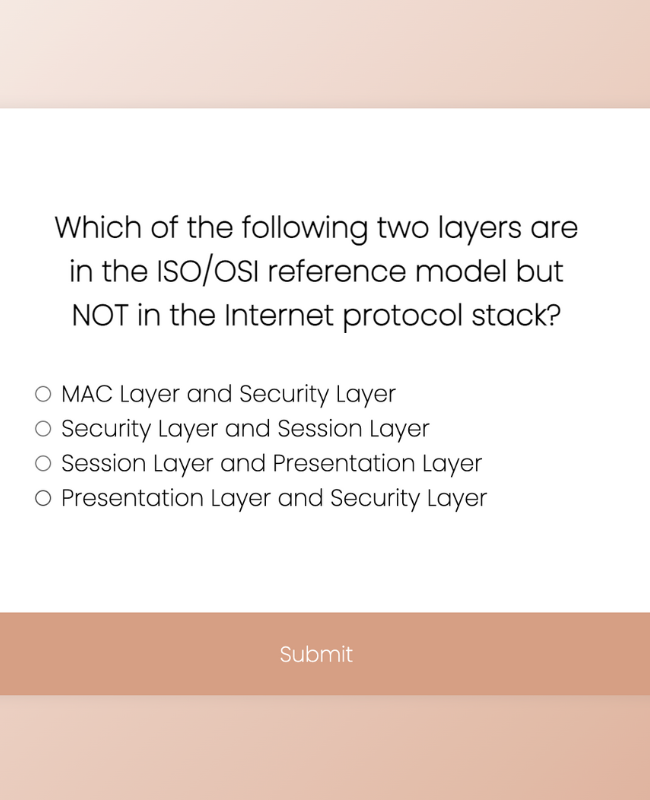 Which of the following two layers are
in the ISO/OSI reference model but
NOT in the Internet protocol stack?
MAC Layer and Security Layer
Security Layer and Session Layer
Session Layer and Presentation Layer
Presentation Layer and Security Layer
Submit